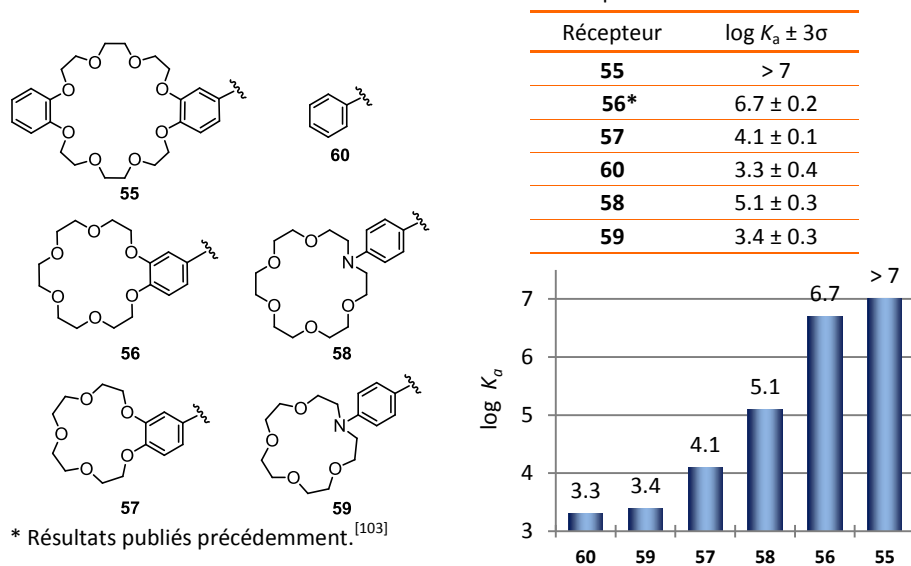 Récepteur log Kₐ ± 3σ
55 > 7
56* 6.7 ± 0.2
57 4.1 ± 0.1
60 3.3 ± 0.4
58 5.1 ± 0.3
59 3.4 ± 0.3
O O O O O O O O
55
60
O O O O O O
56
O O O O O N
58
O O O O O
57
O O O O N
59
* Résultats publiés précédemment.[103]
log Kₐ
7
6
5
4
3
3.3
3.4
4.1
5.1
6.7
> 7
60 59 57 58 56 55